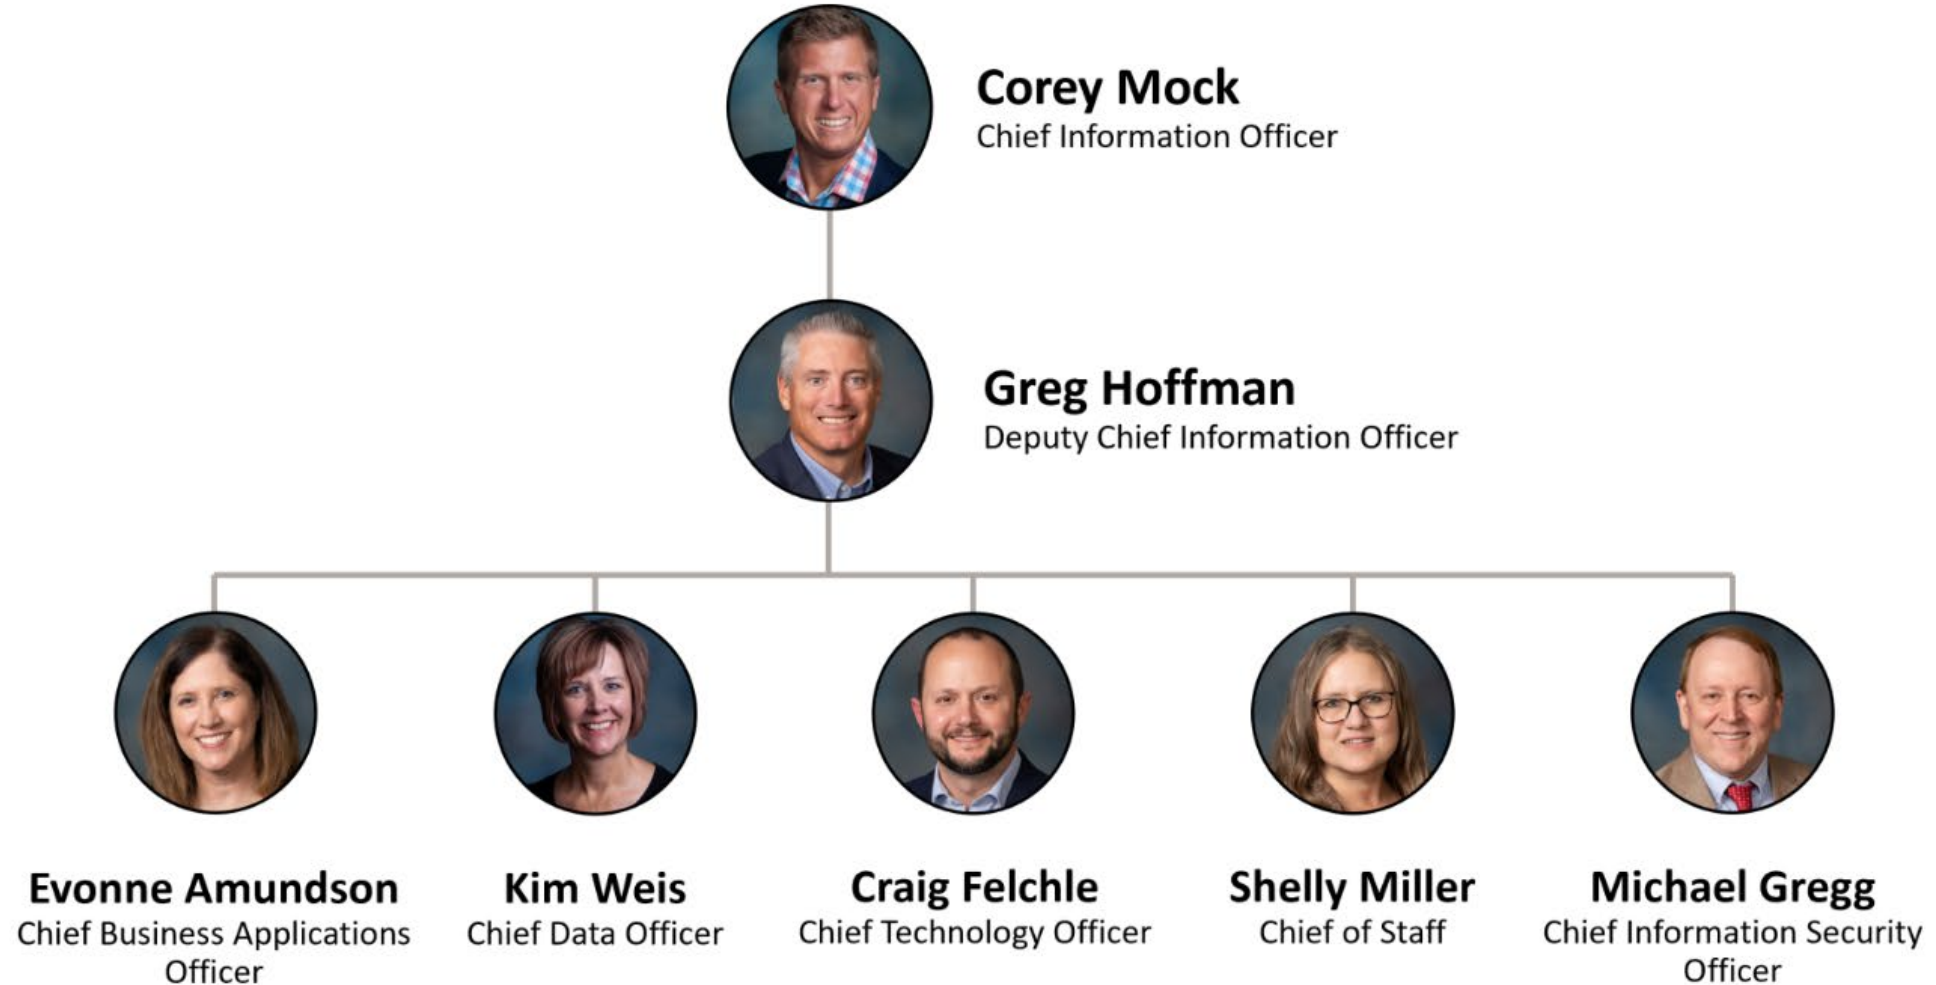 Corey Mock
Chief Information Officer
Greg Hoffman
Deputy Chief Information Officer
Evonne Amundson
Chief Business Applications
Officer
Kim Weis
Chief Data Officer
Craig Felchle
Chief Technology Officer
Shelly Miller
Chief of Staff
Michael Gregg
Chief Information Security
Officer